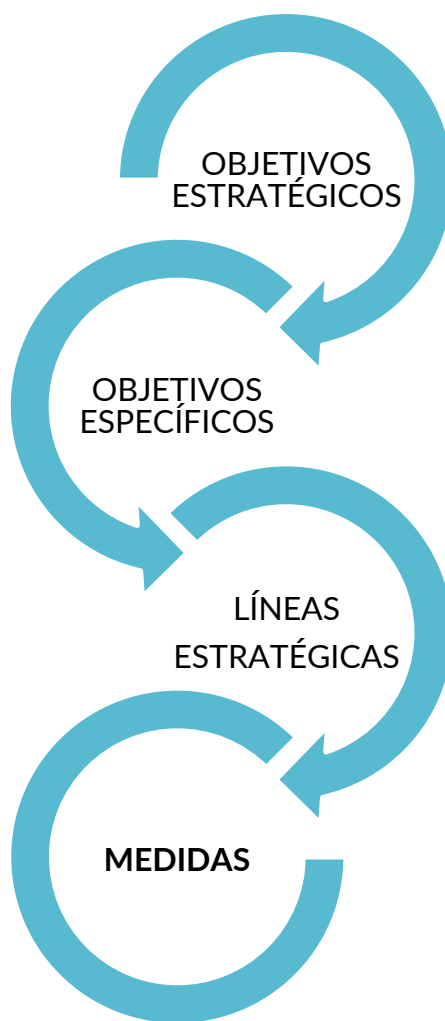 OBJETIVOS
ESTRATÉGICOS
OBJETIVOS
ESPECÍFICOS
LÍNEAS
ESTRATÉGICAS
MEDIDAS